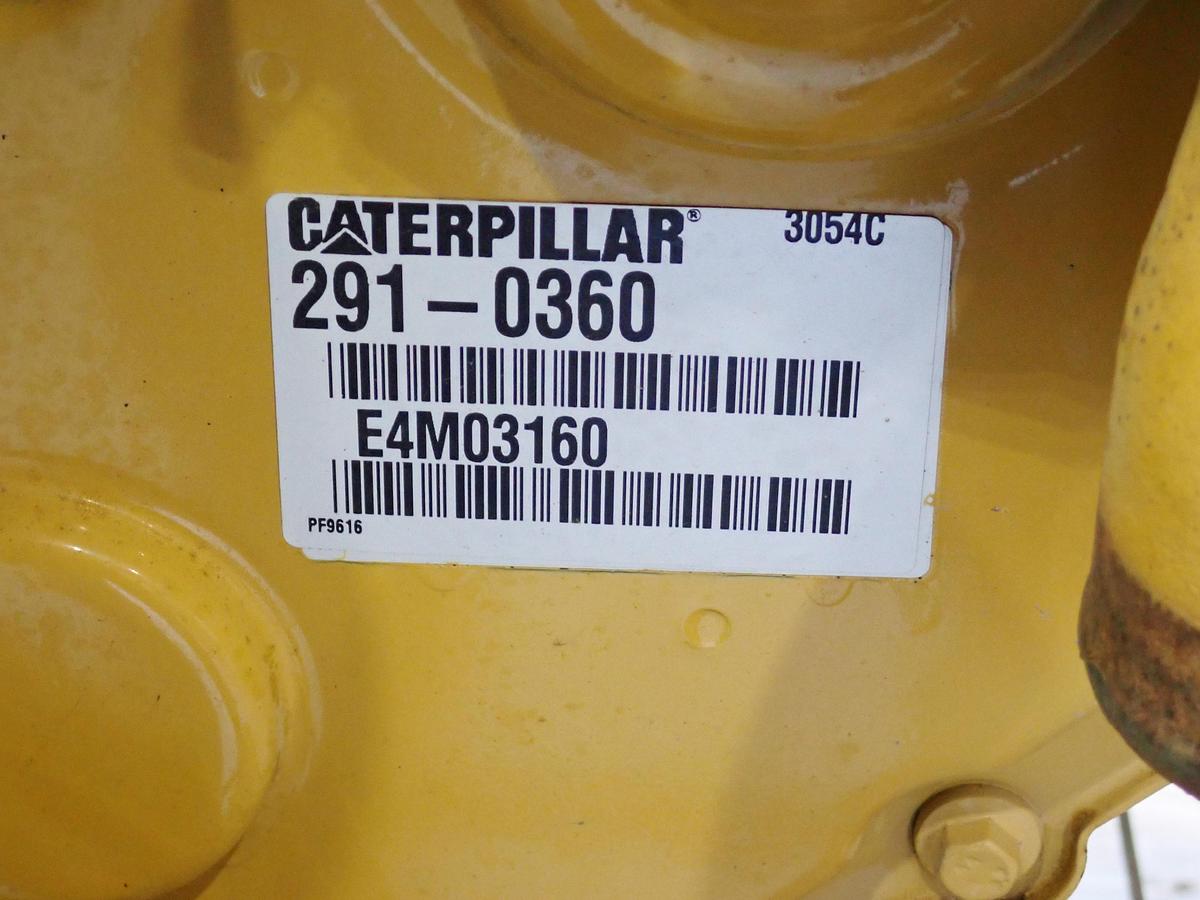 CATERPILLAR® 3054C
291-0360
E4M03160
PF9616